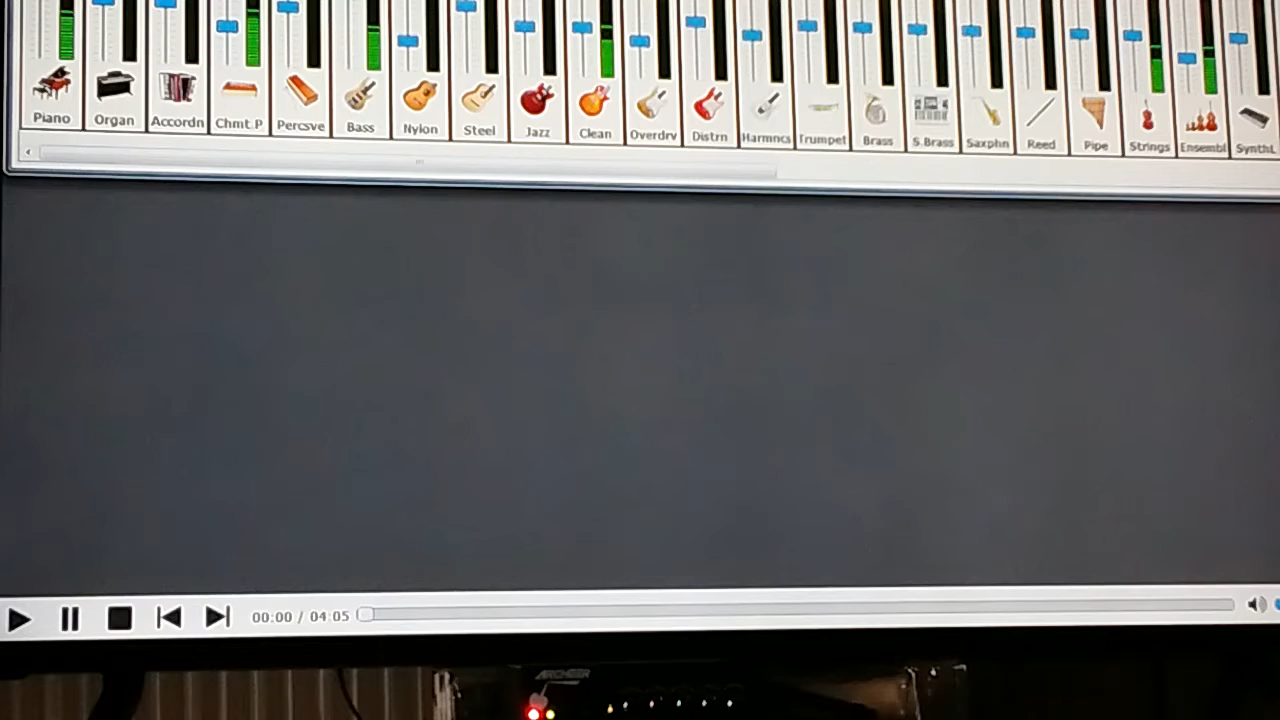 Piano Organ Accordn Chmt.P Percsve Bass Nylon Steel Jazz Clean Overdrv Distrn Harmncs Trumpet Brass S.Brass Saxphn Reed Pipe Strings Ensembl SynthL
00:00 / 04:05